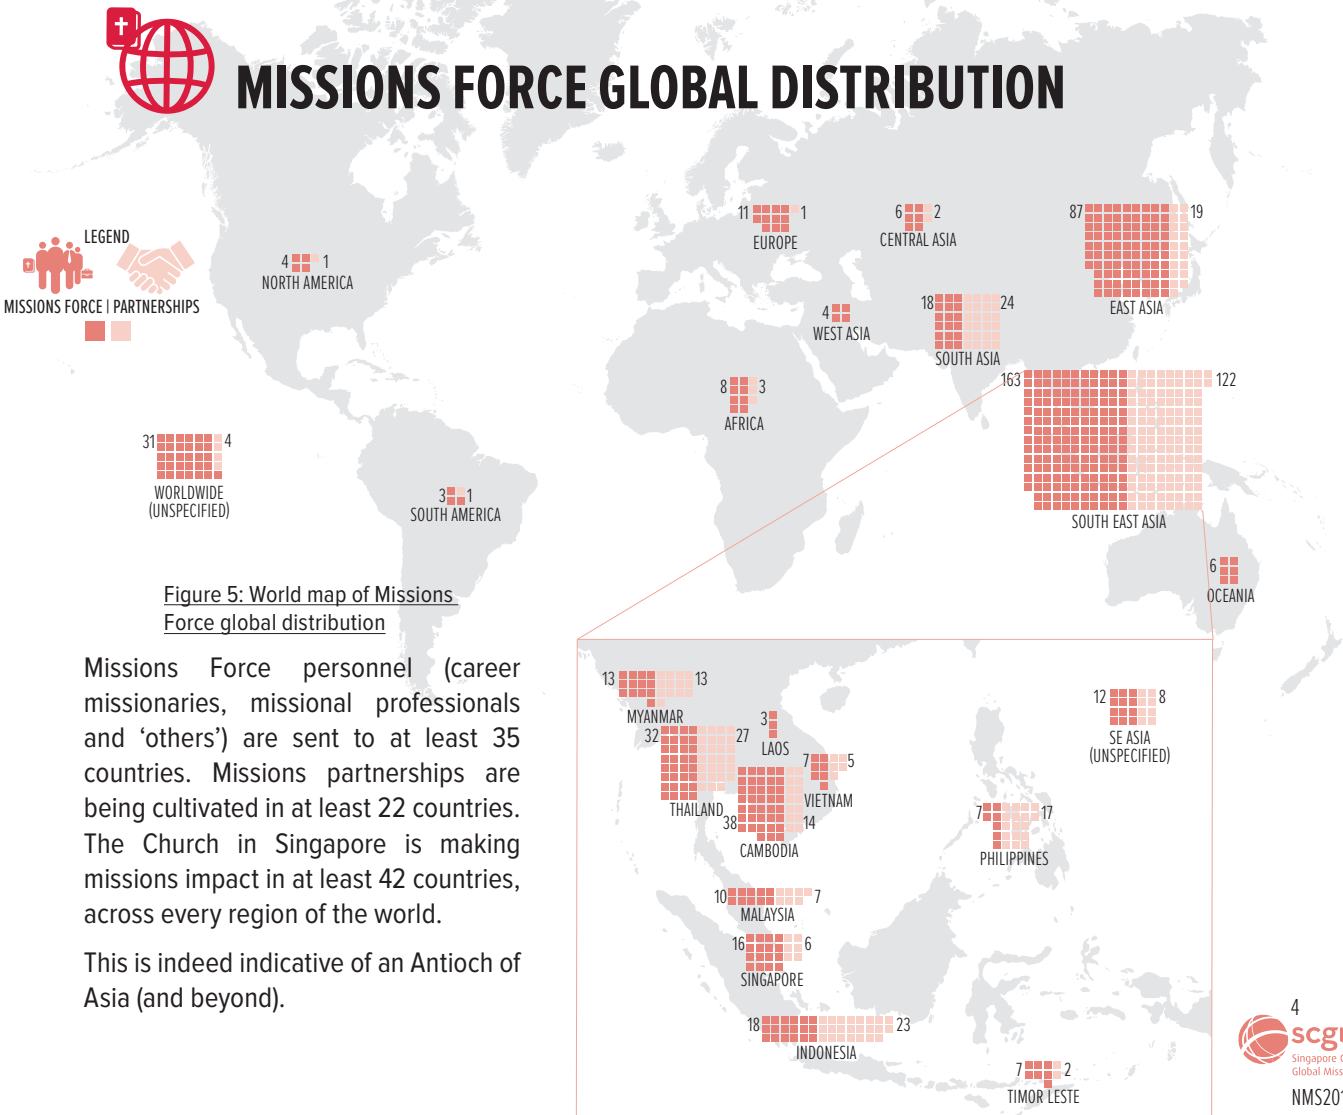 MISSIONS FORCE GLOBAL DISTRIBUTION
LEGEND
MISSIONS FORCE | PARTNERSHIPS
4 1
NORTH AMERICA
11 1
EUROPE
6 2
CENTRAL ASIA
87 19
EAST ASIA
4
WEST ASIA
18 24
SOUTH ASIA
163 122
SOUTH EAST ASIA
8 3
AFRICA
31 4
WORLDWIDE
(UNSPECIFIED)
3 1
SOUTH AMERICA
6
OCEANIA
Figure 5: World map of Missions
Force global distribution
Missions Force personnel (career
missionaries, missional professionals
and ‘others’) are sent to at least 35
countries. Missions partnerships are
being cultivated in at least 22 countries.
The Church in Singapore is making
missions impact in at least 42 countries,
across every region of the world.
This is indeed indicative of an Antioch of
Asia (and beyond).
13 13
MYANMAR
32 27
THAILAND
3
LAOS
7 5
VIETNAM
38 14
CAMBODIA
12 8
SE ASIA
(UNSPECIFIED)
7 17
PHILIPPINES
10 7
MALAYSIA
16 6
SINGAPORE
18 23
INDONESIA
7 2
TIMOR LESTE
4
Singapore
Global